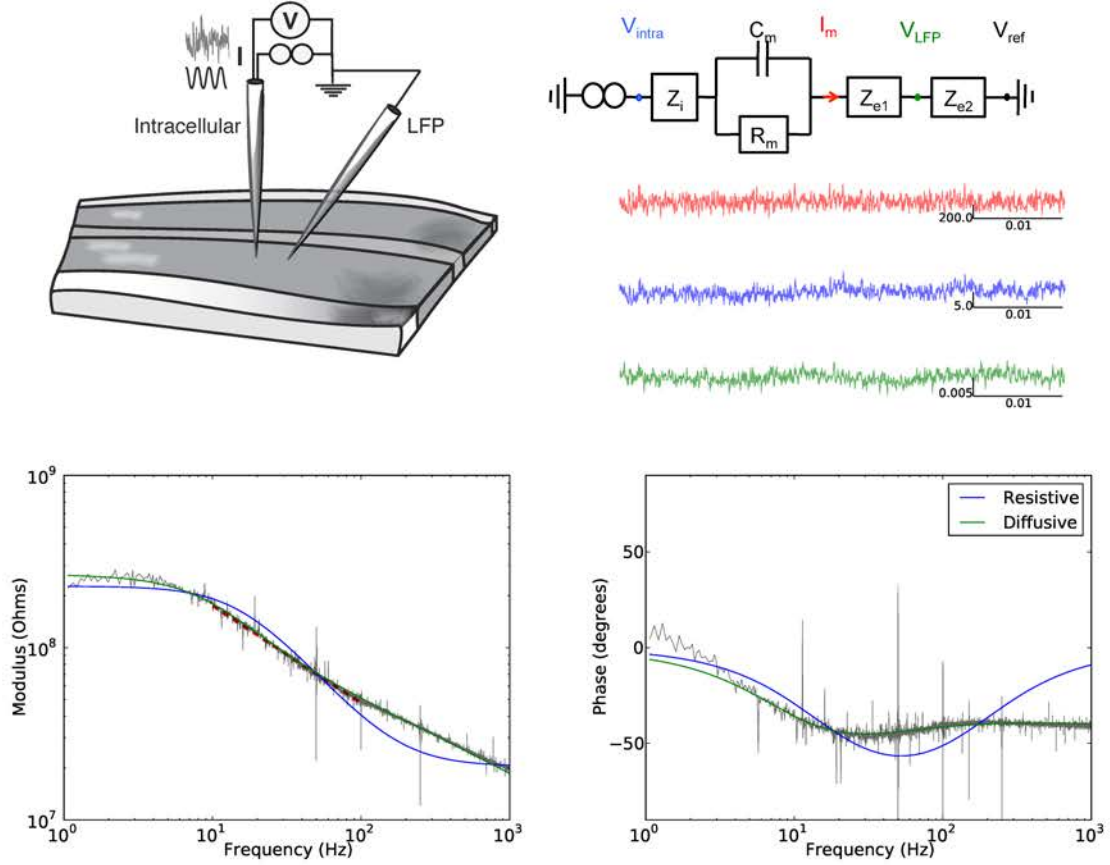 V
I
Intracellular
LFP
V_intra
C_m
I_m
V_LFP
V_ref
Z_i
Z_e1
Z_e2
R_m
200.0
0.01
5.0
0.01
0.005
0.01
10^9
10^8
10^7
Modulus (Ohms)
10^0
10^1
10^2
10^3
Frequency (Hz)
Resistive
Diffusive
50
0
−50
Phase (degrees)
10^0
10^1
10^2
10^3
Frequency (Hz)